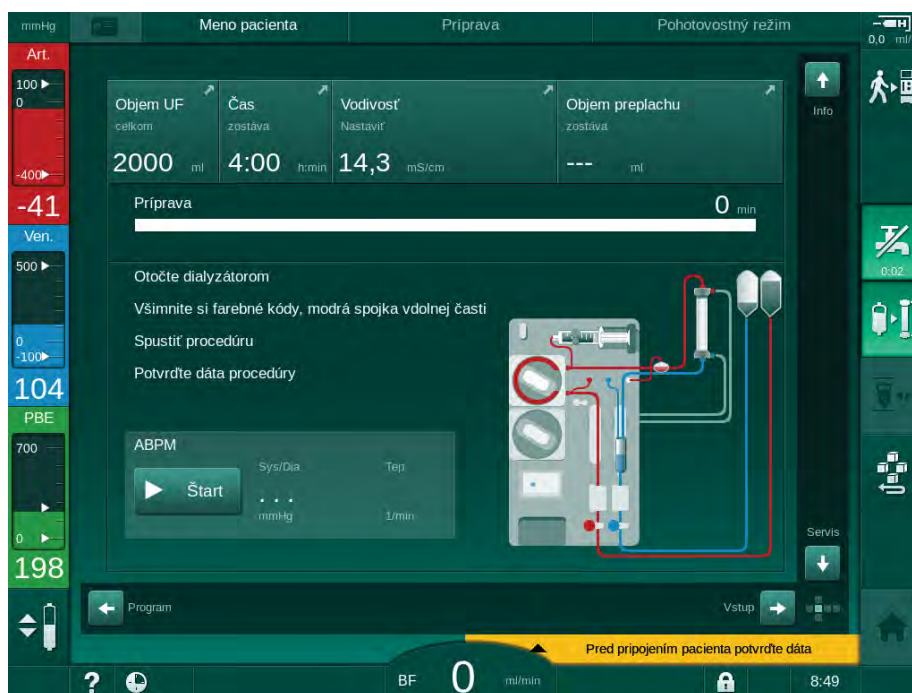 mmHg
Meno pacienta
Príprava
Pohotovostný režim
0,0 ml/
Art.
100
0
-400
-41
Ven.
500
0
-100
104
PBE
700
0
198
Objem UF
celkom
2000 ml
Čas
zostáva
4:00 h:min
Vodivosť
Nastaviť
14,3 mS/cm
Objem preplachu
zostáva
--- ml
Info
Príprava
0 min
Otočte dialyzátorom
Všimnite si farebné kódy, modrá spojka vdolnej časti
Spustiť procedúru
Potvrďte dáta procedúry
ABPM
Štart
Sys/Dia
. . .
mmHg
Tep
1/min
0:02
Servis
Program
Vstup
Pred pripojením pacienta potvrďte dáta
?
BF 0 ml/min
8:49